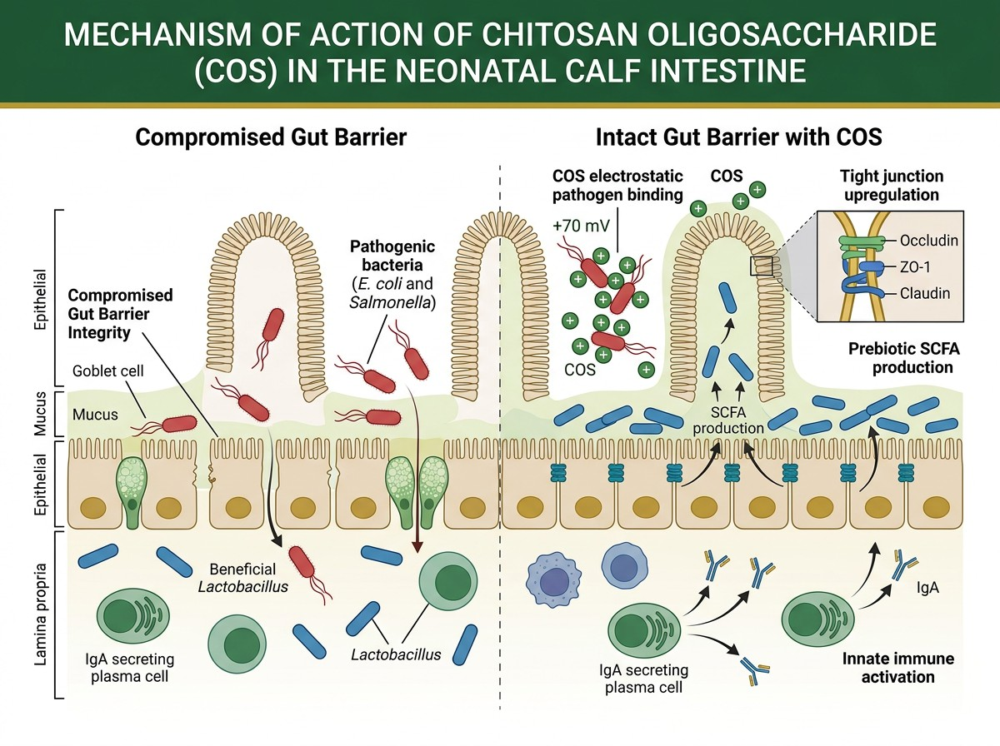 MECHANISM OF ACTION OF CHITOSAN OLIGOSACCHARIDE
(COS) IN THE NEONATAL CALF INTESTINE
Compromised Gut Barrier
Intact Gut Barrier with COS
Epithelial
Mucus
Epithelial
Lamina propria
Compromised
Gut Barrier
Integrity
Goblet cell
Mucus
Pathogenic
bacteria
(E. coli and
Salmonella)
Beneficial
Lactobacillus
IgA secreting
plasma cell
Lactobacillus
COS electrostatic
pathogen binding
+70 mV
+
+
+
+
+
+
+
+
+
+
+
COS
COS
+
+
+
Tight junction
upregulation
Occludin
ZO-1
Claudin
Prebiotic SCFA
production
SCFA
production
IgA secreting
plasma cell
IgA
Innate immune
activation